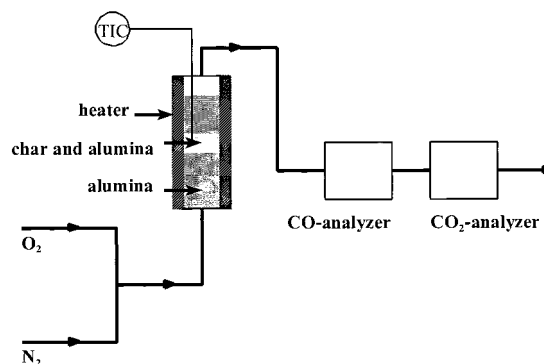 TIC
heater
char and alumina
alumina
CO-analyzer
CO₂-analyzer
O₂
N₂